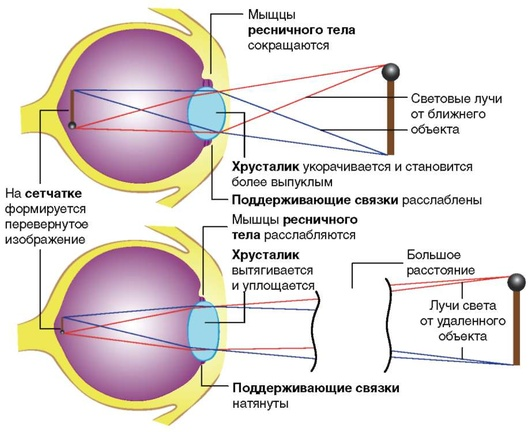 Мыщцы
ресничного тела
сокращаются
Световые лучи
от ближнего
объекта
Хрусталик укорачивается и становится
более выпуклым
Поддерживающие связки расслаблены
На сетчатке
формируется
перевернутое
изображение
Мышцы ресничного
тела расслабляются
Хрусталик
вытягивается
и уплощается
Большое
расстояние
Лучи света
от удаленного
объекта
Поддерживающие связки
натянуты